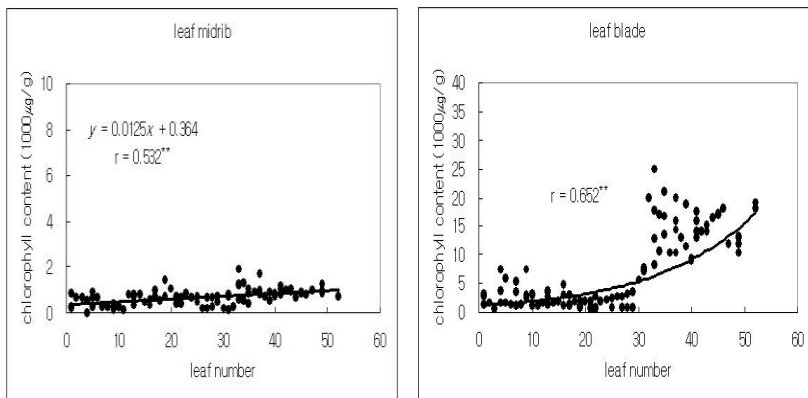 leaf midrib
chlorophyll content (1000µg/g)
10
8
6
4
2
0
y = 0.0125x + 0.364
r = 0.532**
0 10 20 30 40 50 60
leaf number
leaf blade
chlorophyll content (1000µg/g)
40
35
30
25
20
15
10
5
0
r = 0.652**
0 10 20 30 40 50 60
leaf number